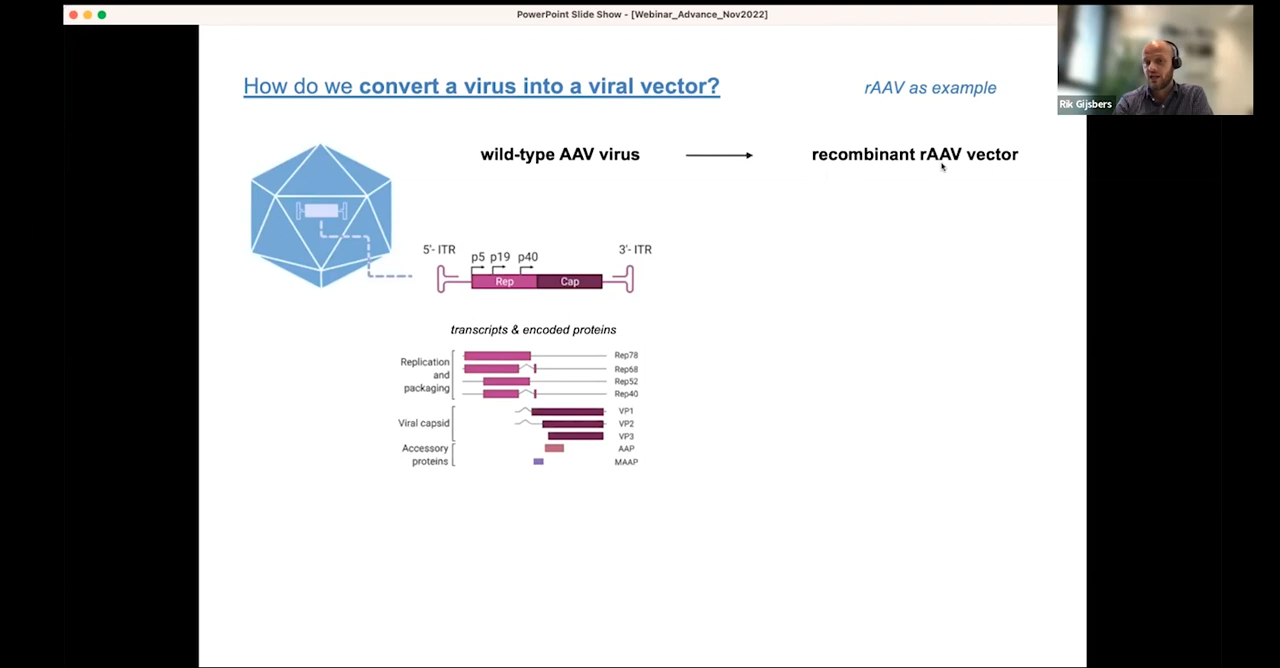 PowerPoint Slide Show - [Webinar_Advance_Nov2022]
Rik Gijsbers
How do we convert a virus into a viral vector?
rAAV as example
wild-type AAV virus
recombinant rAAV vector
5'- ITR
3'- ITR
p5 p19 p40
Rep
Cap
transcripts & encoded proteins
Replication
and
packaging
Rep78
Rep68
Rep52
Rep40
Viral capsid
VP1
VP2
VP3
Accessory
proteins
AAP
MAAP